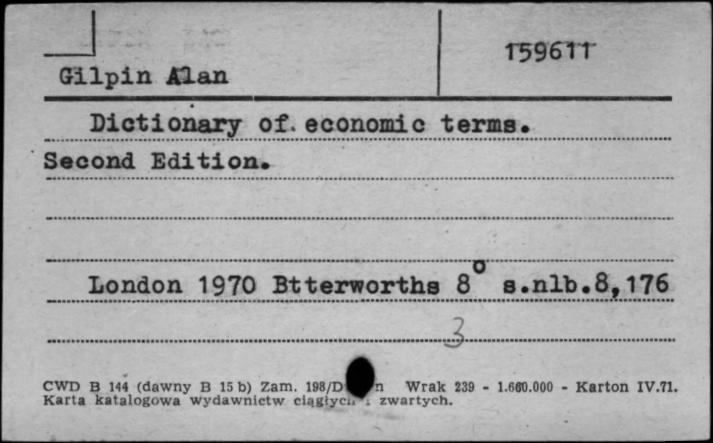 159611
Gilpin Alan
Dictionary of economic terms.
Second Edition.
London 1970 Btterworths 8° s.nlb.8,176
3
CWD B 144 (dawny B 15 b) Zam. 198/D n Wrak 239 - 1.660.000 - Karton IV.71.
Karta katalogowa wydawnictw ciągłych i zwartych.